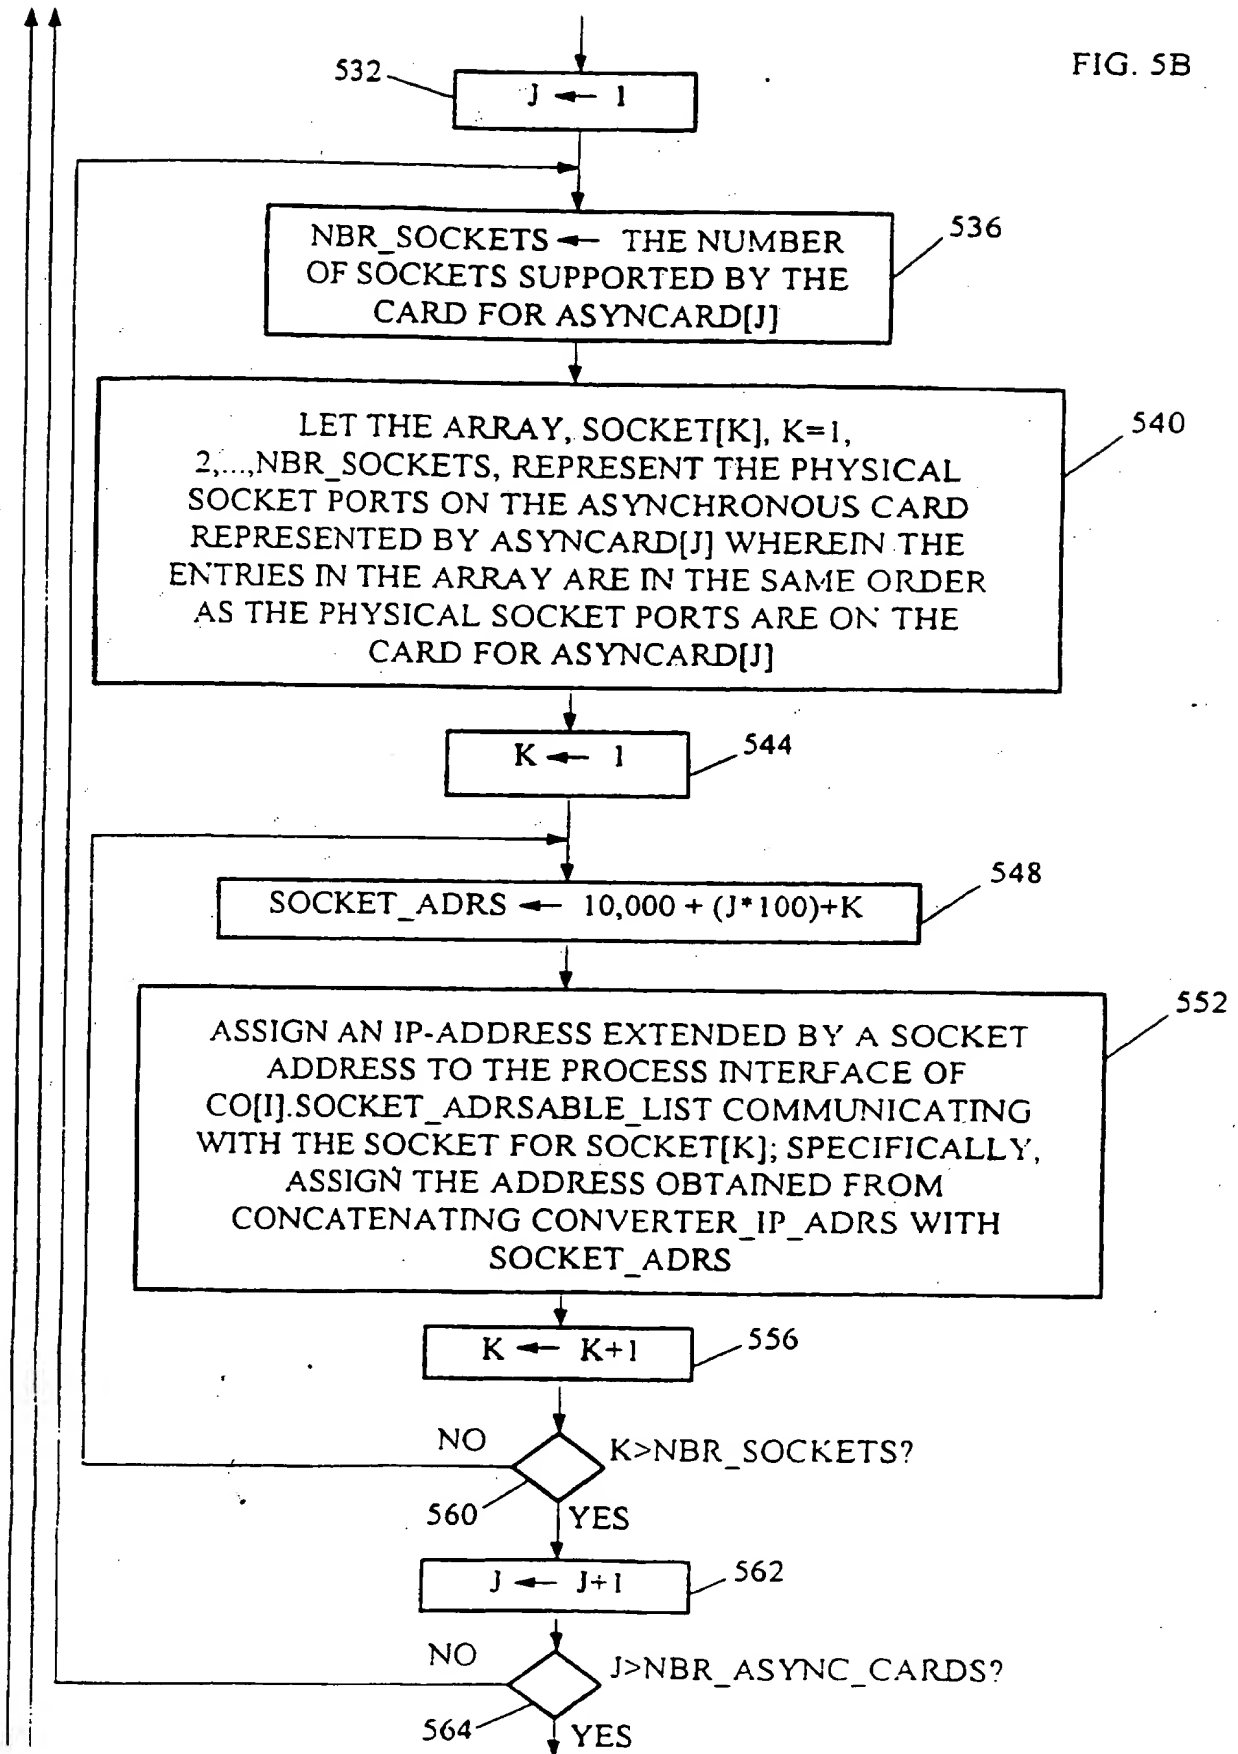 FIG. 5B
532
J ← 1
NBR_SOCKETS ← THE NUMBER
OF SOCKETS SUPPORTED BY THE
CARD FOR ASYNCARD[J]
536
LET THE ARRAY, SOCKET[K], K=1,
2,...,NBR_SOCKETS, REPRESENT THE PHYSICAL
SOCKET PORTS ON THE ASYNCHRONOUS CARD
REPRESENTED BY ASYNCARD[J] WHEREIN THE
ENTRIES IN THE ARRAY ARE IN THE SAME ORDER
AS THE PHYSICAL SOCKET PORTS ARE ON THE
CARD FOR ASYNCARD[J]
540
K ← 1
544
SOCKET_ADRS ← 10,000 + (J*100)+K
548
ASSIGN AN IP-ADDRESS EXTENDED BY A SOCKET
ADDRESS TO THE PROCESS INTERFACE OF
CO[I].SOCKET_ADRSABLE_LIST COMMUNICATING
WITH THE SOCKET FOR SOCKET[K]; SPECIFICALLY,
ASSIGN THE ADDRESS OBTAINED FROM
CONCATENATING CONVERTER_IP_ADRS WITH
SOCKET_ADRS
552
K ← K+1
556
NO
K>NBR_SOCKETS?
560
YES
J ← J+1
562
NO
J>NBR_ASYNC_CARDS?
564
YES